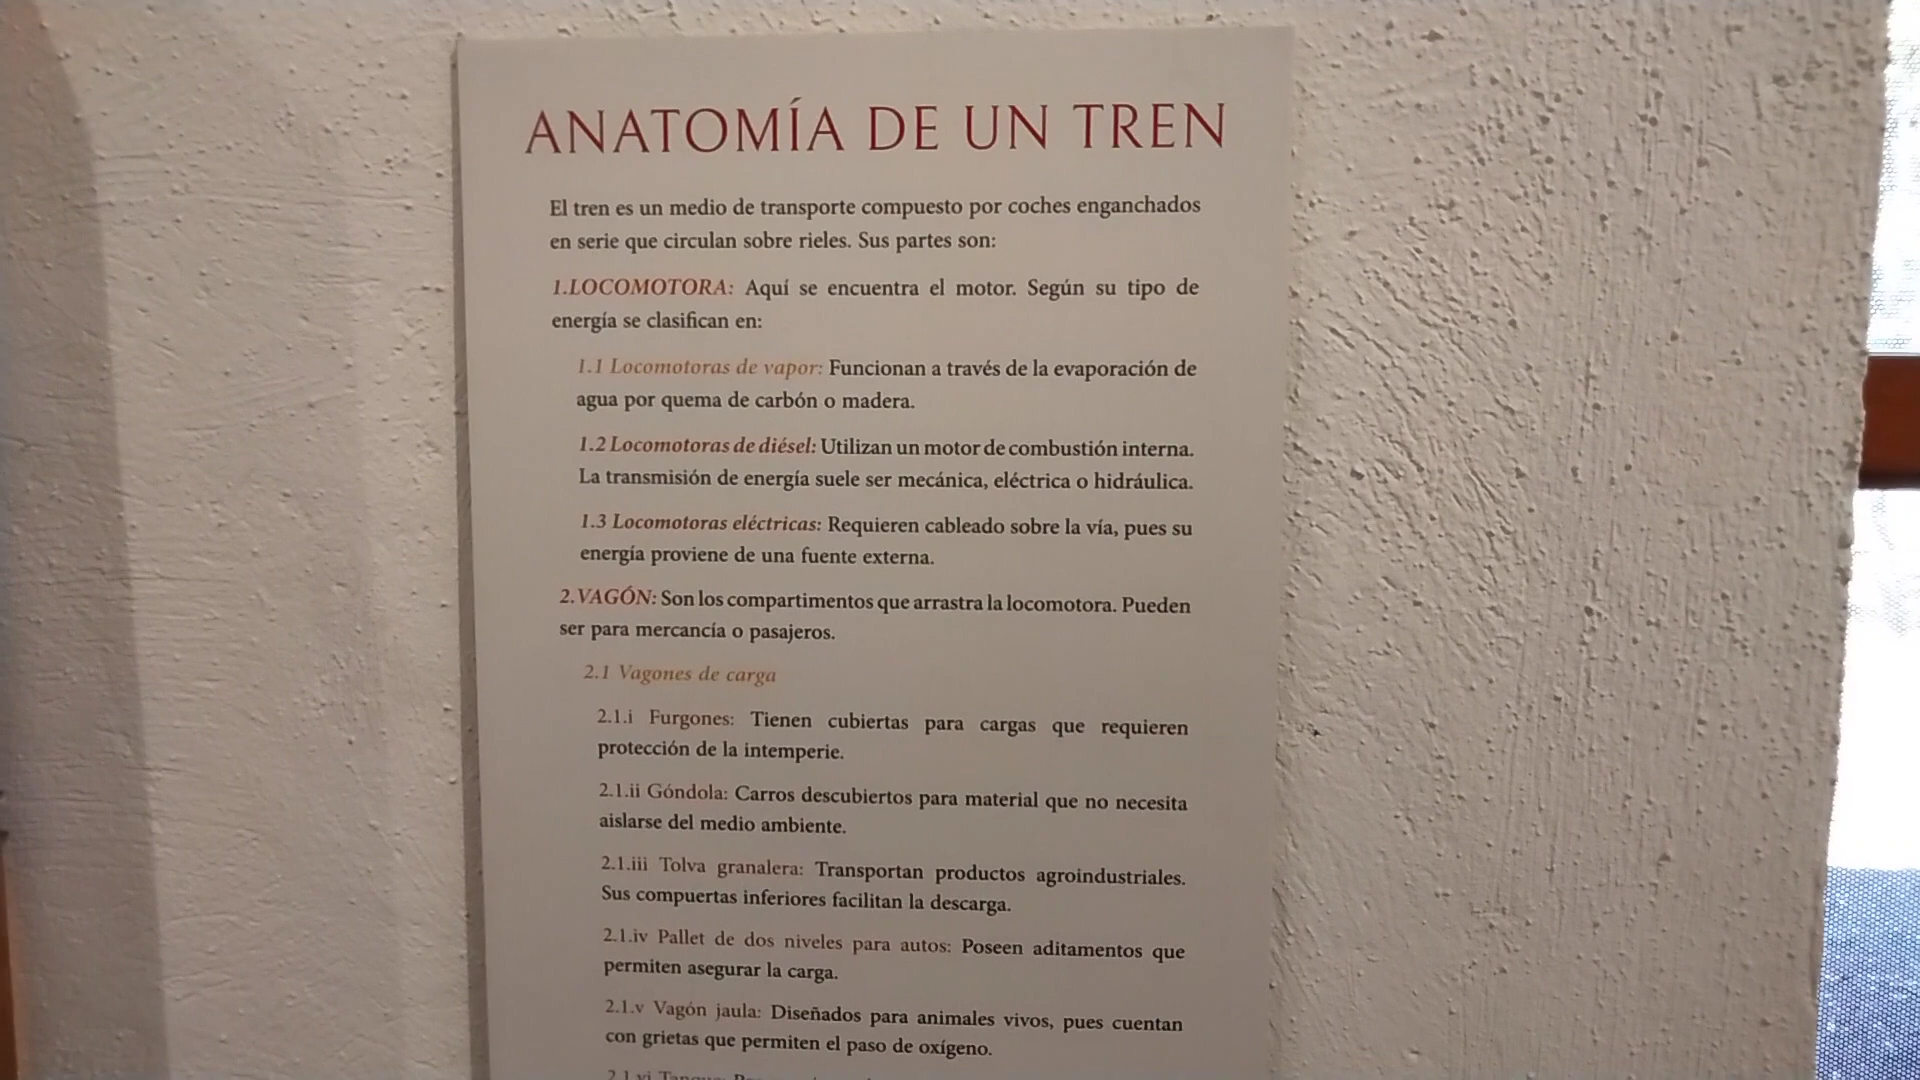 ANATOMÍA DE UN TREN
El tren es un medio de transporte compuesto por coches enganchados
en serie que circulan sobre rieles. Sus partes son:
1.LOCOMOTORA: Aquí se encuentra el motor. Según su tipo de
energía se clasifican en:
1.1 Locomotoras de vapor: Funcionan a través de la evaporación de
agua por quema de carbón o madera.
1.2 Locomotoras de diésel: Utilizan un motor de combustión interna.
La transmisión de energía suele ser mecánica, eléctrica o hidráulica.
1.3 Locomotoras eléctricas: Requieren cableado sobre la vía, pues su
energía proviene de una fuente externa.
2.VAGÓN: Son los compartimentos que arrastra la locomotora. Pueden
ser para mercancía o pasajeros.
2.1 Vagones de carga
2.1.i Furgones: Tienen cubiertas para cargas que requieren
protección de la intemperie.
2.1.ii Góndola: Carros descubiertos para material que no necesita
aislarse del medio ambiente.
2.1.iii Tolva granalera: Transportan productos agroindustriales.
Sus compuertas inferiores facilitan la descarga.
2.1.iv Pallet de dos niveles para autos: Poseen aditamentos que
permiten asegurar la carga.
2.1.v Vagón jaula: Diseñados para animales vivos, pues cuentan
con grietas que permiten el paso de oxígeno.
2.1.vi